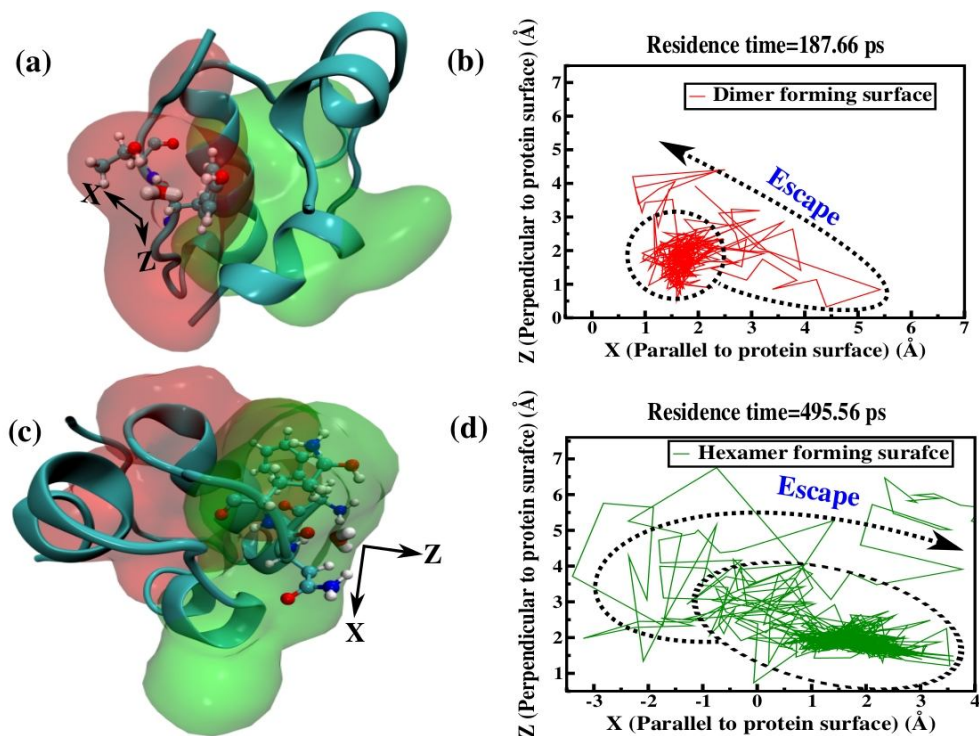 (a)
X
Z
(b)
Residence time=187.66 ps
Z (Perpendicular to protein surface) (Å)
7
6
5
4
3
2
1
0
Dimer forming surface
Escape
0 1 2 3 4 5 6 7
X (Parallel to protein surface) (Å)
(c)
Z
X
(d)
Residence time=495.56 ps
Z (Perpendicular to protein surafce) (Å)
7
6
5
4
3
2
1
Hexamer forming surafce
Escape
-3 -2 -1 0 1 2 3 4
X (Parallel to protein surface) (Å)